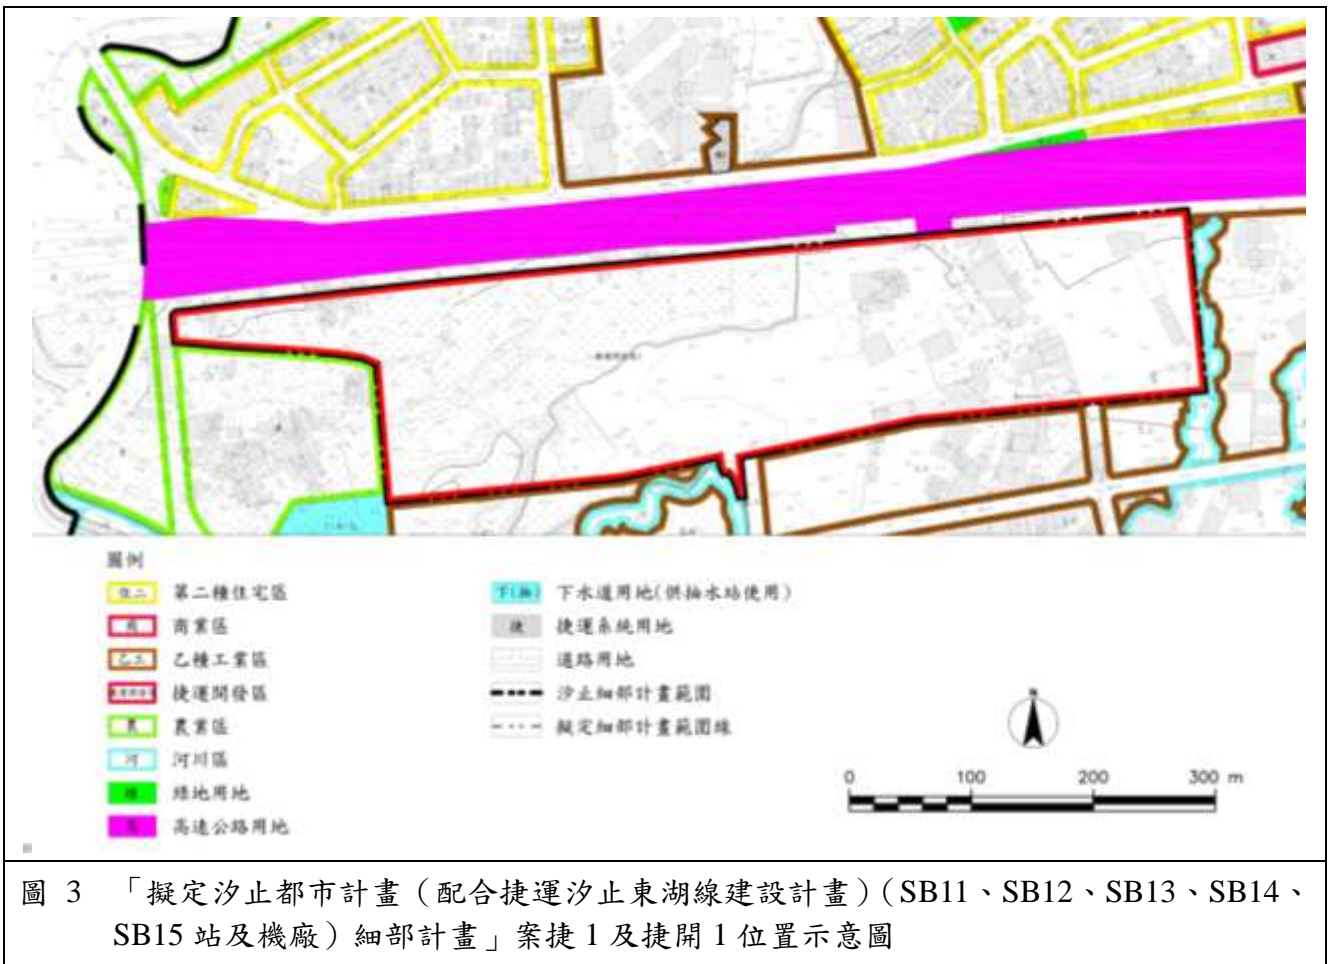 圖例
住二 第二種住宅區
商 商業區
乙工 乙種工業區
捷運開發區
農 農業區
河 河川區
綠 綠地用地
高 高速公路用地
下(抽) 下水道用地(供抽水站使用)
捷 捷運系統用地
道路用地
汐止細部計畫範圍
擬定細部計畫範圍線
N
0 100 200 300 m
圖 3 「擬定汐止都市計畫(配合捷運汐止東湖線建設計畫)(SB11、SB12、SB13、SB14、
SB15 站及機廠)細部計畫」案捷 1 及捷開 1 位置示意圖